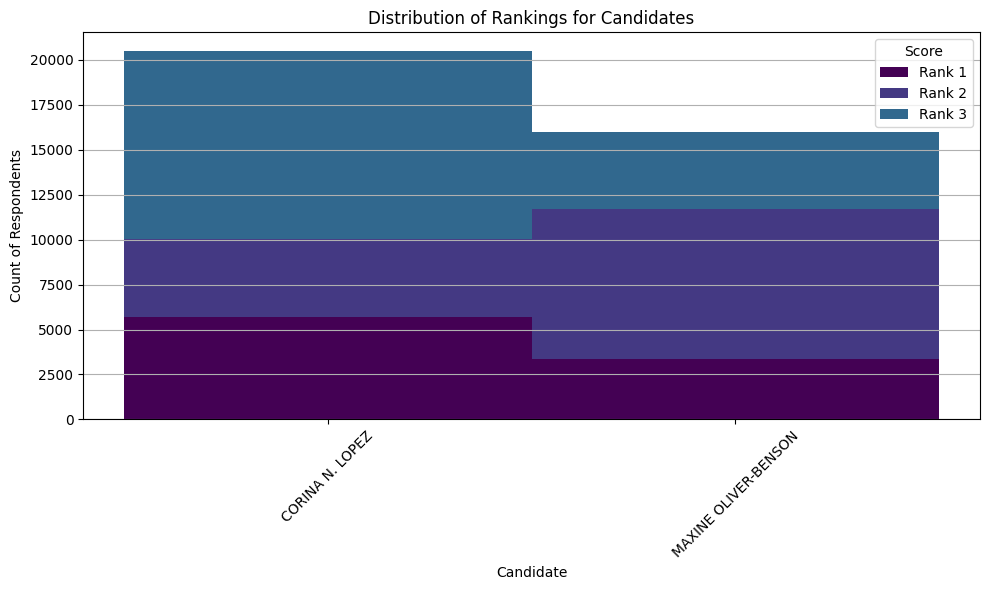 Distribution of Rankings for Candidates
Score
Rank 1
Rank 2
Rank 3
Count of Respondents
20000
17500
15000
12500
10000
7500
5000
2500
0
CORINA N. LOPEZ
MAXINE OLIVER-BENSON
Candidate